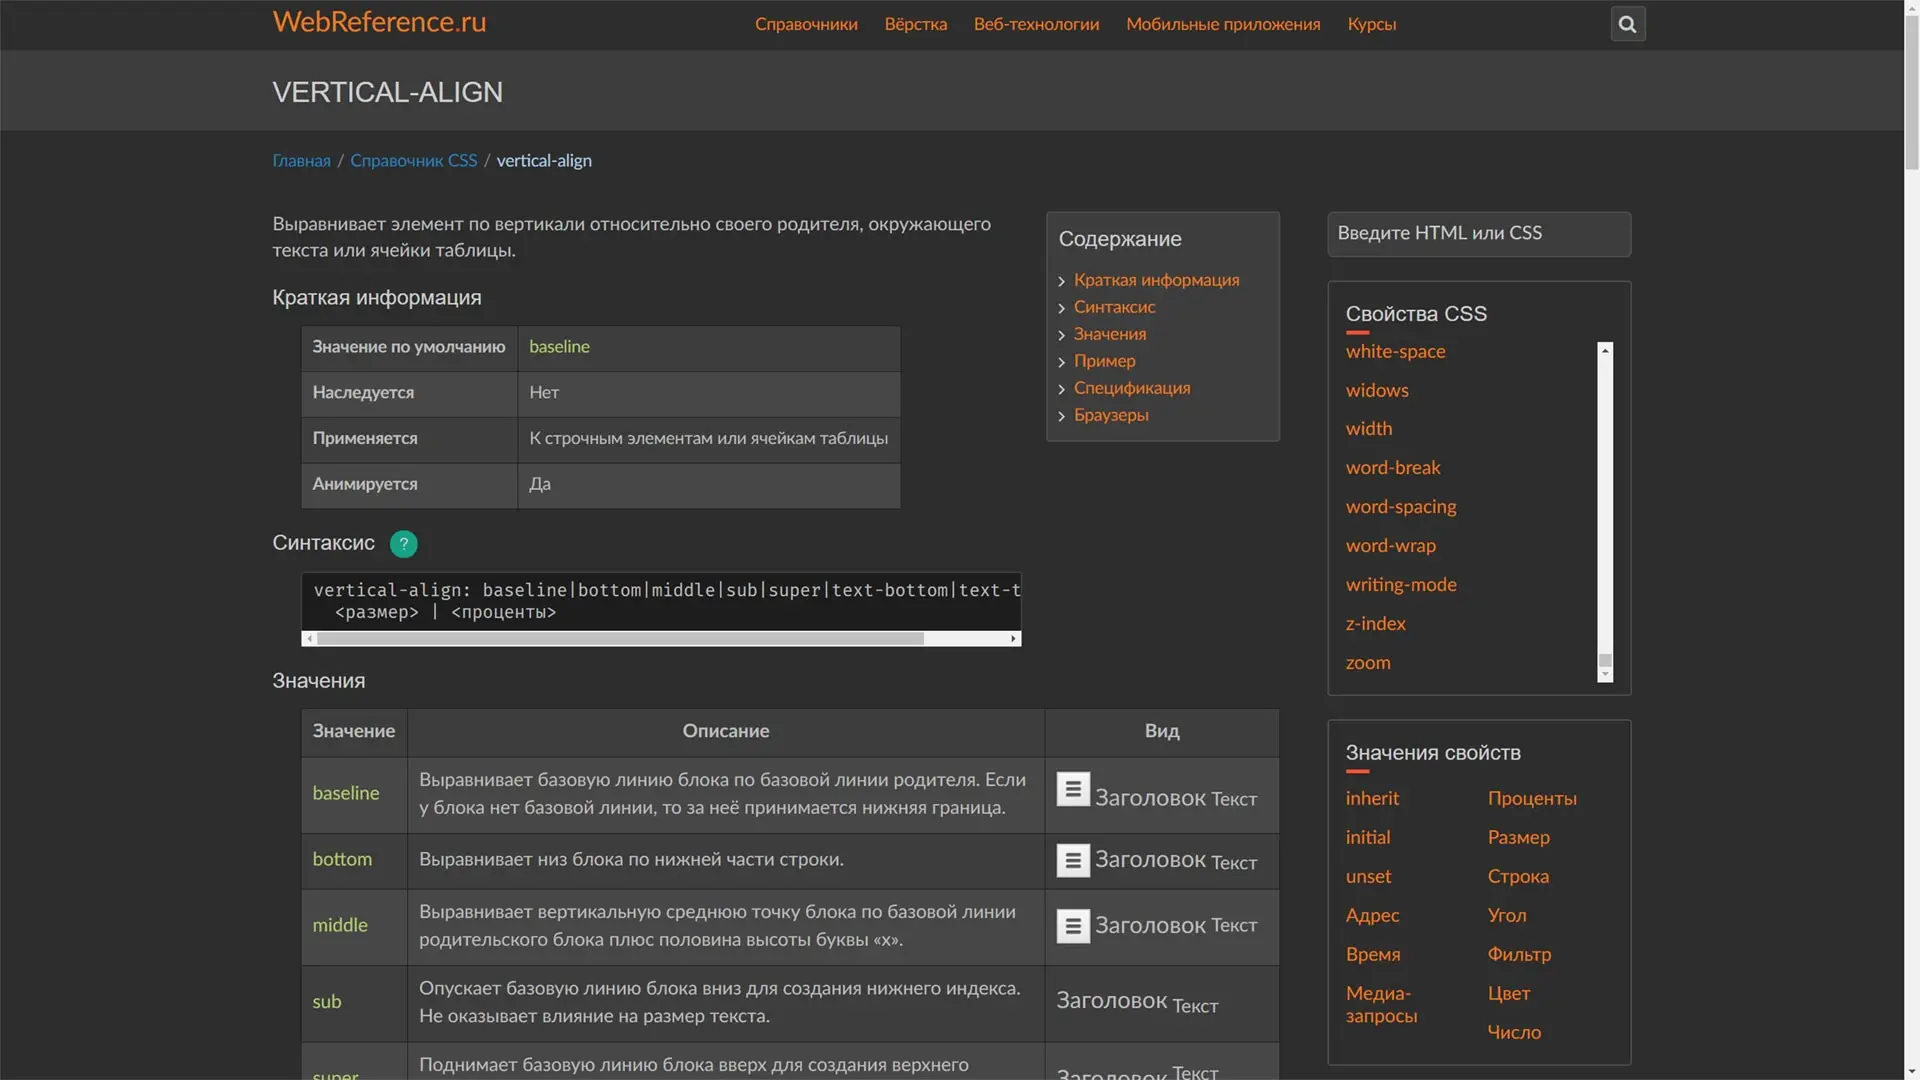 WebReference.ru
Справочники Вёрстка Веб-технологии Мобильные приложения Курсы
VERTICAL-ALIGN
Главная / Справочник CSS / vertical-align
Выравнивает элемент по вертикали относительно своего родителя, окружающего
текста или ячейки таблицы.
Краткая информация
Значение по умолчанию baseline
Наследуется Нет
Применяется К строчным элементам или ячейкам таблицы
Анимируется Да
Синтаксис ?
vertical-align: baseline|bottom|middle|sub|super|text-bottom|text-t
<размер> | <проценты>
Значения
Значение Описание Вид
baseline Выравнивает базовую линию блока по базовой линии родителя. Если
у блока нет базовой линии, то за неё принимается нижняя граница. Заголовок Текст
bottom Выравнивает низ блока по нижней части строки. Заголовок Текст
middle Выравнивает вертикальную среднюю точку блока по базовой линии
родительского блока плюс половина высоты буквы «x». Заголовок Текст
sub Опускает базовую линию блока вниз для создания нижнего индекса.
Не оказывает влияние на размер текста. Заголовок Текст
super Поднимает базовую линию блока вверх для создания верхнего
Заголовок Текст
Содержание
Краткая информация
Синтаксис
Значения
Пример
Спецификация
Браузеры
Введите HTML или CSS
Свойства CSS
white-space
widows
width
word-break
word-spacing
word-wrap
writing-mode
z-index
zoom
Значения свойств
inherit Проценты
initial Размер
unset Строка
Адрес Угол
Время Фильтр
Медиа-
запросы
Цвет
Число